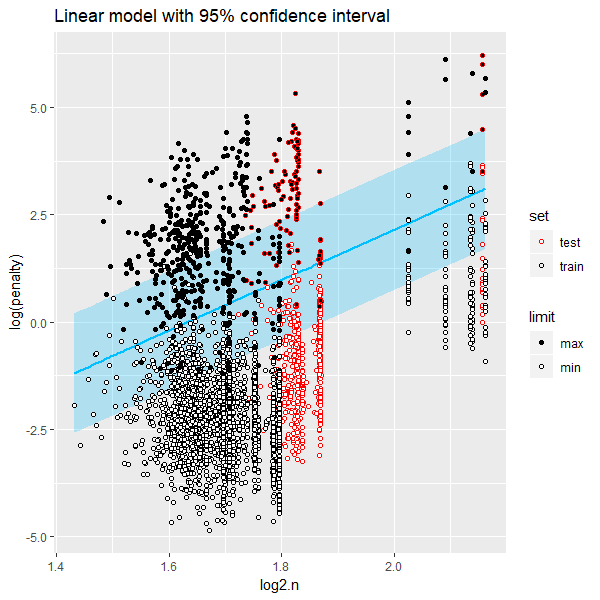 Linear model with 95% confidence interval
5.0
2.5
0.0
-2.5
-5.0
log(penalty)
1.4
1.6
1.8
2.0
log2.n
set
test
train
limit
max
min